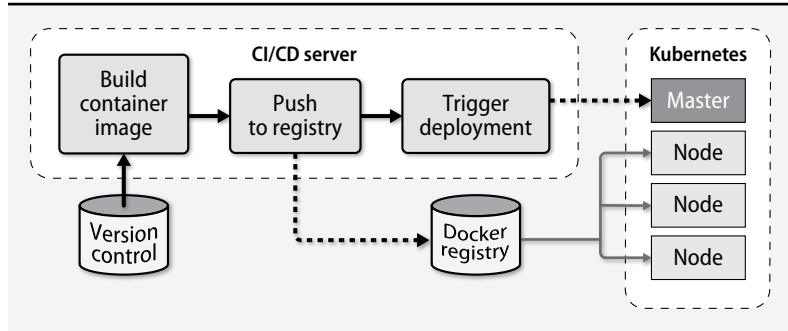 CI/CD server
Build
container
image
Push
to registry
Trigger
deployment
Version
control
Docker
registry
Kubernetes
Master
Node
Node
Node